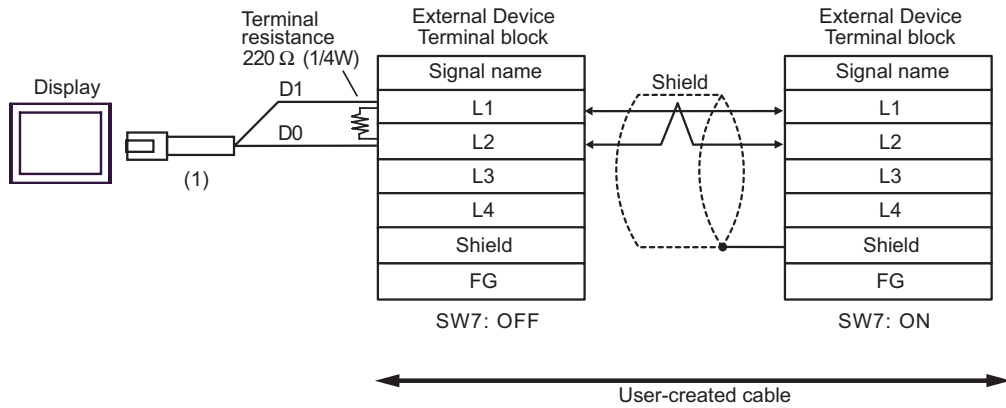 Display
(1)
D1
D0
Terminal
resistance
220 Ω (1/4W)
External Device
Terminal block
Signal name
L1
L2
L3
L4
Shield
FG
SW7: OFF
Shield
External Device
Terminal block
Signal name
L1
L2
L3
L4
Shield
FG
SW7: ON
User-created cable